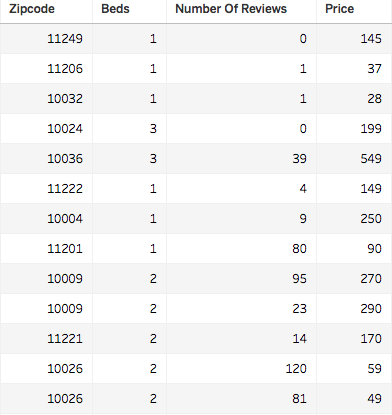 Zipcode Beds Number Of Reviews Price
11249 1 0 145
11206 1 1 37
10032 1 1 28
10024 3 0 199
10036 3 39 549
11222 1 4 149
10004 1 9 250
11201 1 80 90
10009 2 95 270
10009 2 23 290
11221 2 14 170
10026 2 120 59
10026 2 81 49